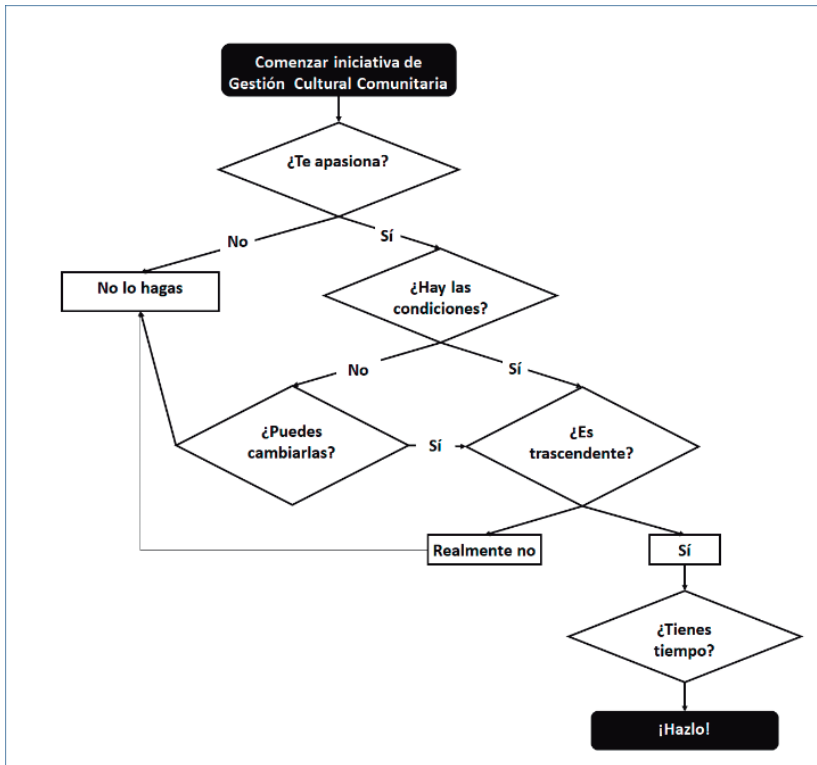 Comenzar iniciativa de
Gestión Cultural Comunitaria
¿Te apasiona?
No
Sí
No lo hagas
¿Hay las
condiciones?
No
Sí
¿Puedes
cambiarlas?
Sí
¿Es
trascendente?
Realmente no
Sí
¿Tienes
tiempo?
¡Hazlo!